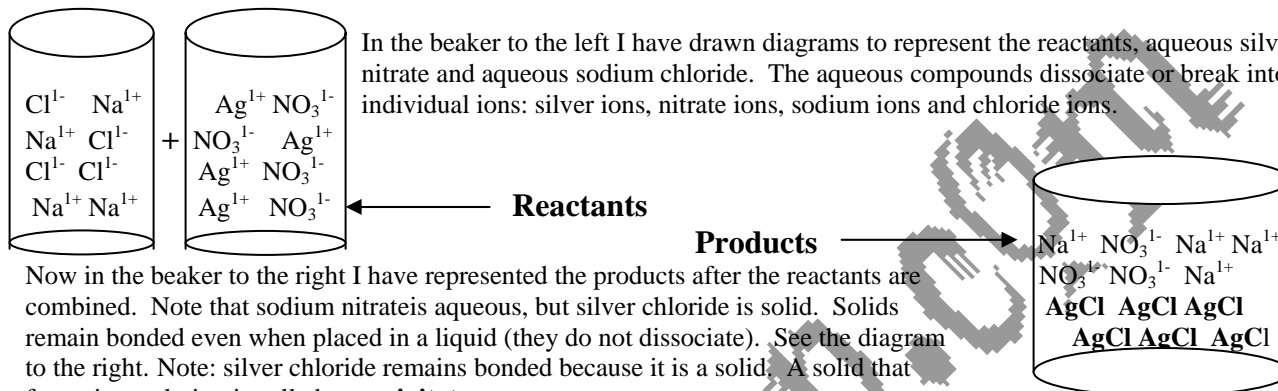 In the beaker to the left I have drawn diagrams to represent the reactants, aqueous silv
nitrate and aqueous sodium chloride. The aqueous compounds dissociate or break into
individual ions: silver ions, nitrate ions, sodium ions and chloride ions.
Cl¹⁻ Na¹⁺
Na¹⁺ Cl¹⁻
Cl¹⁻ Cl¹⁻
Na¹⁺ Na¹⁺
+
Ag¹⁺ NO₃¹⁻
NO₃¹⁻ Ag¹⁺
Ag¹⁺ NO₃¹⁻
Ag¹⁺ NO₃¹⁻
Reactants
Products
Na¹⁺ NO₃¹⁻ Na¹⁺ Na¹⁺
NO₃¹⁻ NO₃¹⁻ Na¹⁺
AgCl AgCl AgCl
AgCl AgCl AgCl
Now in the beaker to the right I have represented the products after the reactants are
combined. Note that sodium nitrateis aqueous, but silver chloride is solid. Solids
remain bonded even when placed in a liquid (they do not dissociate). See the diagram
to the right. Note: silver chloride remains bonded because it is a solid. A solid that